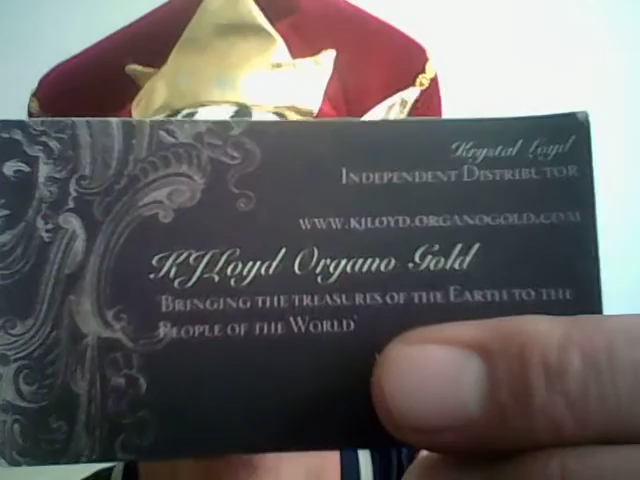 Krystal Loyd
Independent Distributor
www.kjloyd.organogold.com
KJLoyd Organo Gold
'Bringing the treasures of the Earth to the
People of the World'